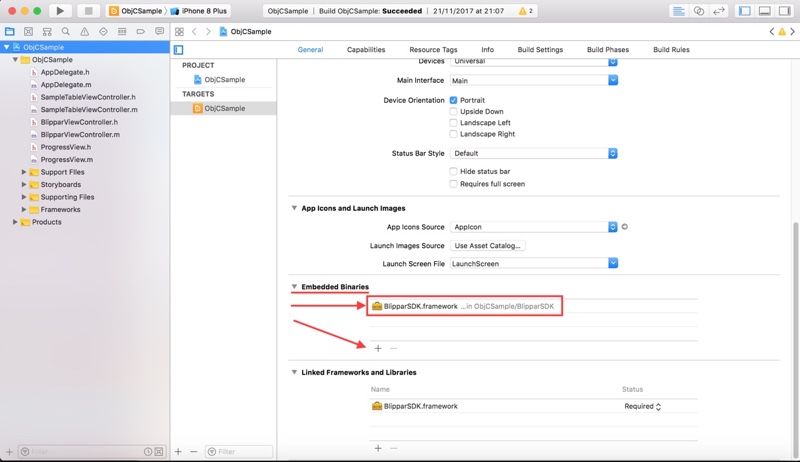 ObjCSample
iPhone 8 Plus
ObjCSample
Build ObjCSample: Succeeded
21/11/2017 at 21:07
2
ObjCSample
ObjCSample
ObjCSample
AppDelegate.h
AppDelegate.m
SampleTableViewController.h
SampleTableViewController.m
BlipparViewController.h
BlipparViewController.m
ProgressView.h
ProgressView.m
Support Files
Storyboards
Supporting Files
Frameworks
Products
Filter
General
Capabilities
Resource Tags
Info
Build Settings
Build Phases
Build Rules
PROJECT
ObjCSample
TARGETS
ObjCSample
Filter
Devices Universal
Main Interface Main
Device Orientation Portrait
Upside Down
Landscape Left
Landscape Right
Status Bar Style Default
Hide status bar
Requires full screen
App Icons and Launch Images
App Icons Source AppIcon
Launch Images Source Use Asset Catalog...
Launch Screen File LaunchScreen
Embedded Binaries
BlipparSDK.framework ...in ObjCSample/BlipparSDK
Linked Frameworks and Libraries
Name Status
BlipparSDK.framework Required